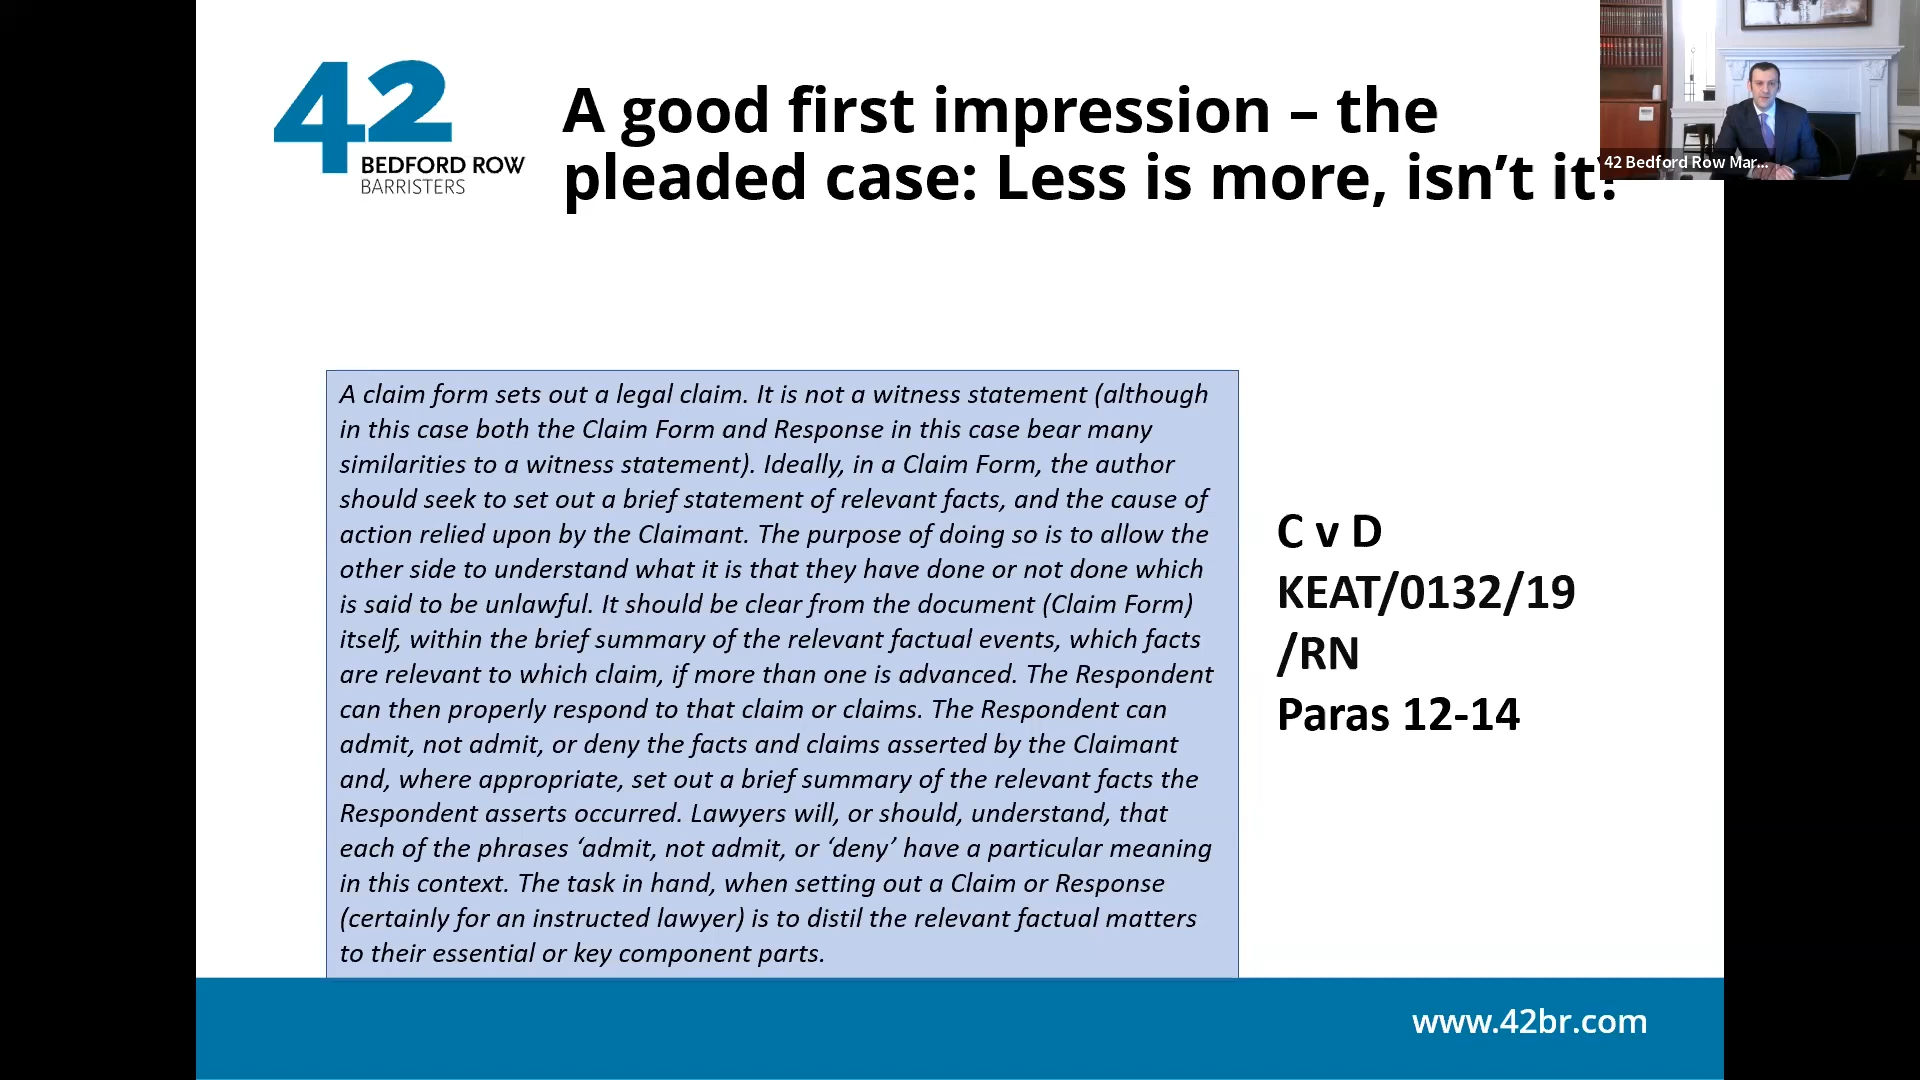 42
BEDFORD ROW
BARRISTERS
A good first impression – the
pleaded case: Less is more, isn’t it?
42 Bedford Row Mar...
A claim form sets out a legal claim. It is not a witness statement (although
in this case both the Claim Form and Response in this case bear many
similarities to a witness statement). Ideally, in a Claim Form, the author
should seek to set out a brief statement of relevant facts, and the cause of
action relied upon by the Claimant. The purpose of doing so is to allow the
other side to understand what it is that they have done or not done which
is said to be unlawful. It should be clear from the document (Claim Form)
itself, within the brief summary of the relevant factual events, which facts
are relevant to which claim, if more than one is advanced. The Respondent
can then properly respond to that claim or claims. The Respondent can
admit, not admit, or deny the facts and claims asserted by the Claimant
and, where appropriate, set out a brief summary of the relevant facts the
Respondent asserts occurred. Lawyers will, or should, understand, that
each of the phrases ‘admit, not admit, or ‘deny’ have a particular meaning
in this context. The task in hand, when setting out a Claim or Response
(certainly for an instructed lawyer) is to distil the relevant factual matters
to their essential or key component parts.
C v D
KEAT/0132/19
/RN
Paras 12-14
www.42br.com